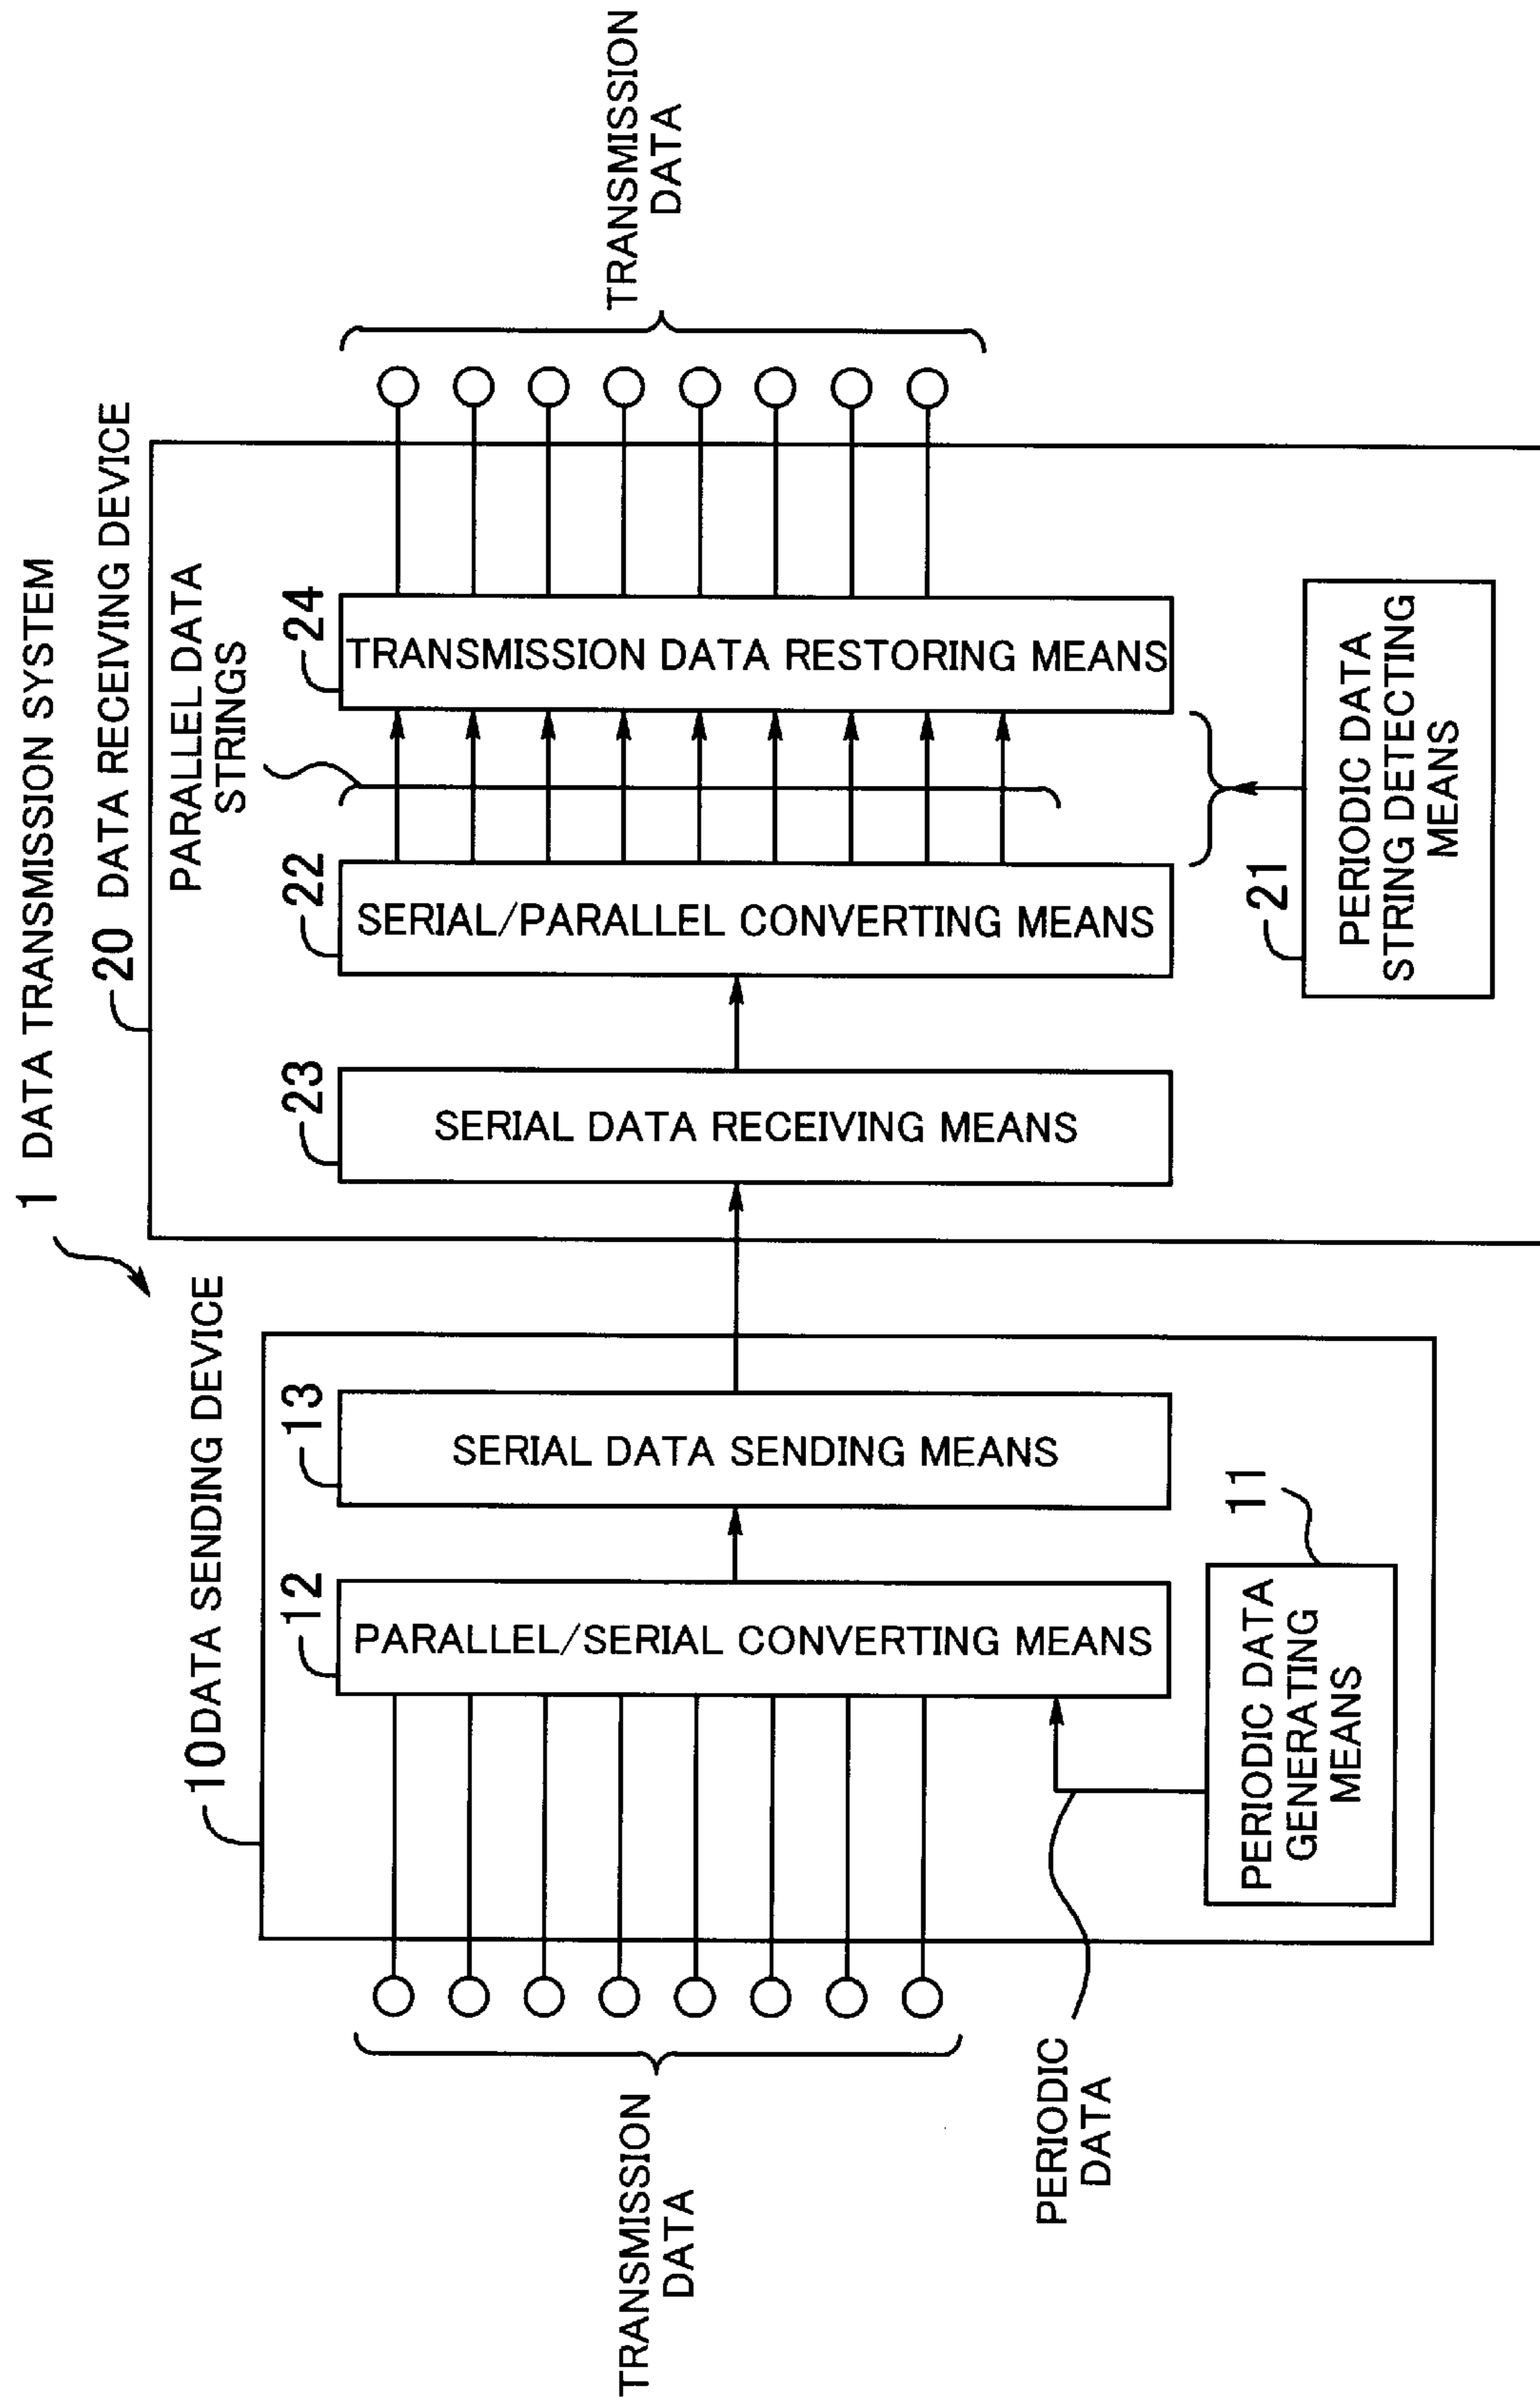 1 DATA TRANSMISSION SYSTEM
10 DATA SENDING DEVICE
20 DATA RECEIVING DEVICE
TRANSMISSION
DATA
PERIODIC
DATA
12
PARALLEL/SERIAL CONVERTING MEANS
13
SERIAL DATA SENDING MEANS
11
PERIODIC DATA
GENERATING
MEANS
23
SERIAL DATA RECEIVING MEANS
22
SERIAL/PARALLEL CONVERTING MEANS
PARALLEL DATA
STRINGS
24
TRANSMISSION DATA RESTORING MEANS
21
PERIODIC DATA
STRING DETECTING
MEANS
TRANSMISSION
DATA